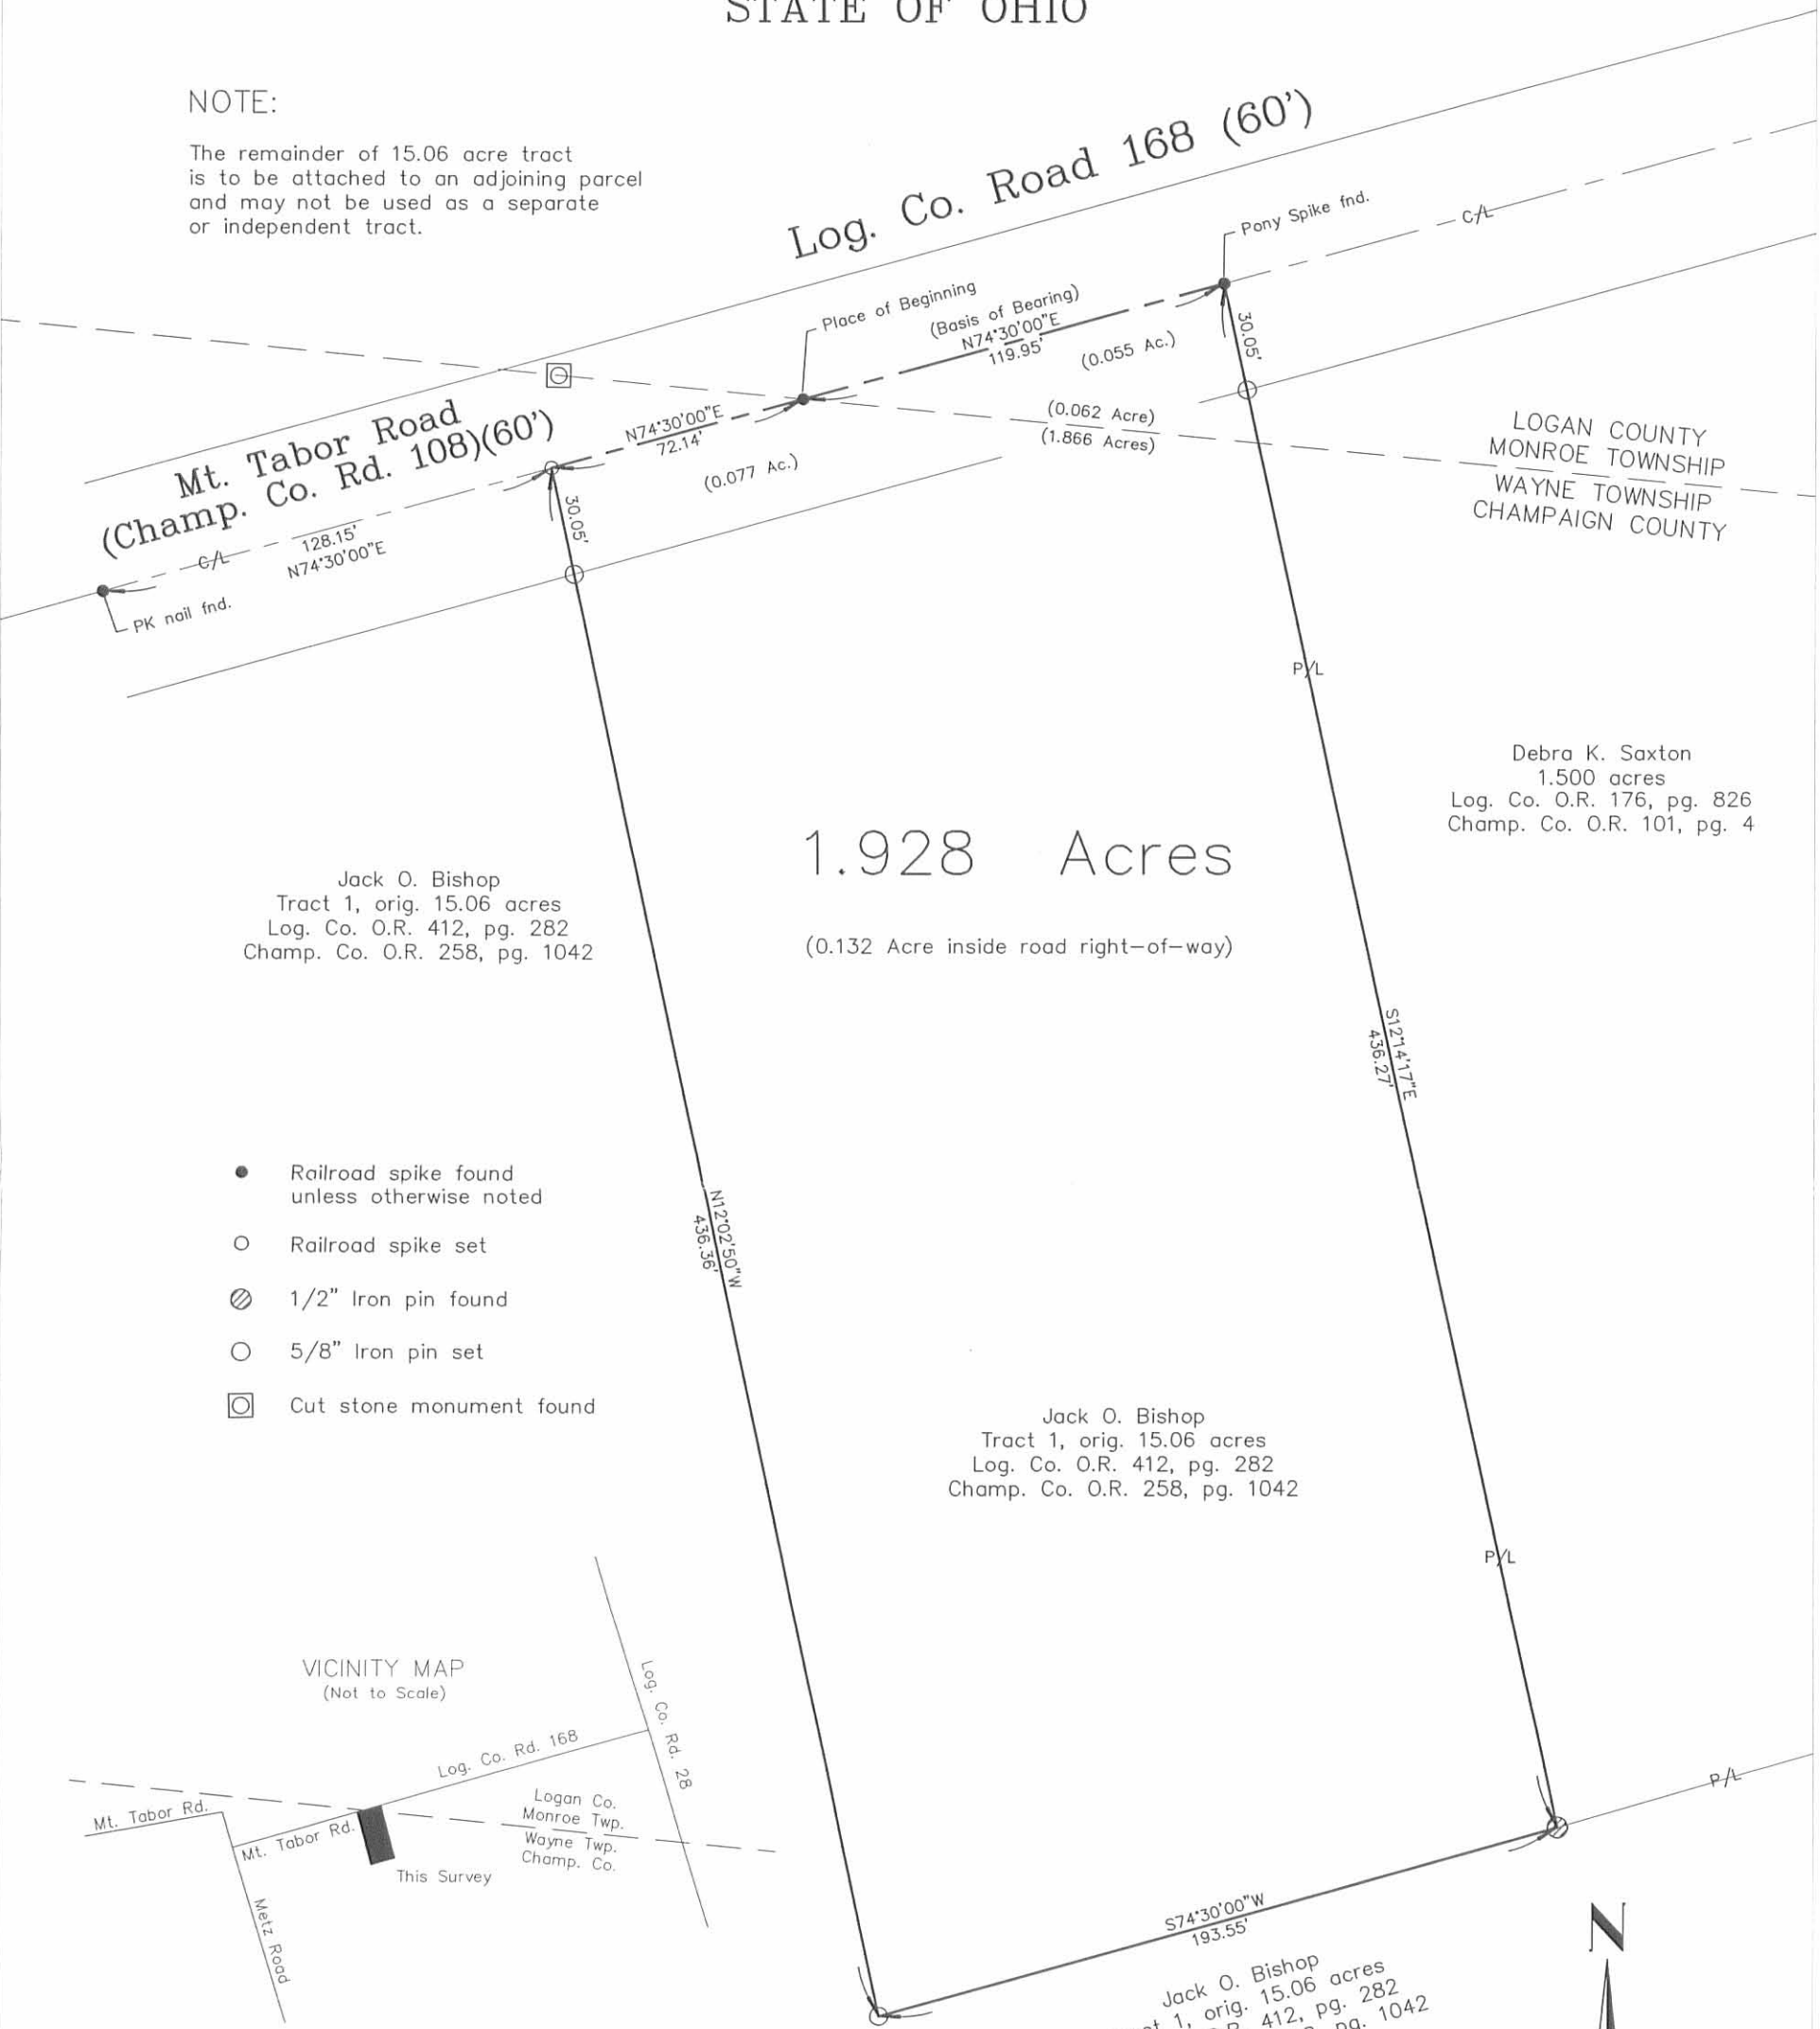 STATE OF OHIO
NOTE:
The remainder of 15.06 acre tract
is to be attached to an adjoining parcel
and may not be used as a separate
or independent tract.
Log. Co. Road 168 (60')
Pony Spike fnd.
C/L
Place of Beginning
(Basis of Bearing)
N74°30'00"E
119.95'
(0.055 Ac.)
30.05'
Mt. Tabor Road
(Champ. Co. Rd. 108)(60')
N74°30'00"E
72.14'
(0.077 Ac.)
(0.062 Acre)
(1.866 Acres)
LOGAN COUNTY
MONROE TOWNSHIP
WAYNE TOWNSHIP
CHAMPAIGN COUNTY
30.05'
C/L
128.15'
N74°30'00"E
PK nail fnd.
P/L
Debra K. Saxton
1.500 acres
Log. Co. O.R. 176, pg. 826
Champ. Co. O.R. 101, pg. 4
1.928 Acres
(0.132 Acre inside road right-of-way)
Jack O. Bishop
Tract 1, orig. 15.06 acres
Log. Co. O.R. 412, pg. 282
Champ. Co. O.R. 258, pg. 1042
S12°14'17"E
436.27'
Railroad spike found
unless otherwise noted
Railroad spike set
1/2" Iron pin found
5/8" Iron pin set
Cut stone monument found
N12°02'50"W
436.36'
Jack O. Bishop
Tract 1, orig. 15.06 acres
Log. Co. O.R. 412, pg. 282
Champ. Co. O.R. 258, pg. 1042
P/L
VICINITY MAP
(Not to Scale)
Log. Co. Rd. 28
Log. Co. Rd. 168
Mt. Tabor Rd.
Mt. Tabor Rd.
Logan Co.
Monroe Twp.
Wayne Twp.
Champ. Co.
This Survey
Metz Road
P/L
S74°30'00"W
193.55'
N
Jack O. Bishop
1, orig. 15.06 acres
412, pg. 282
pg. 1042